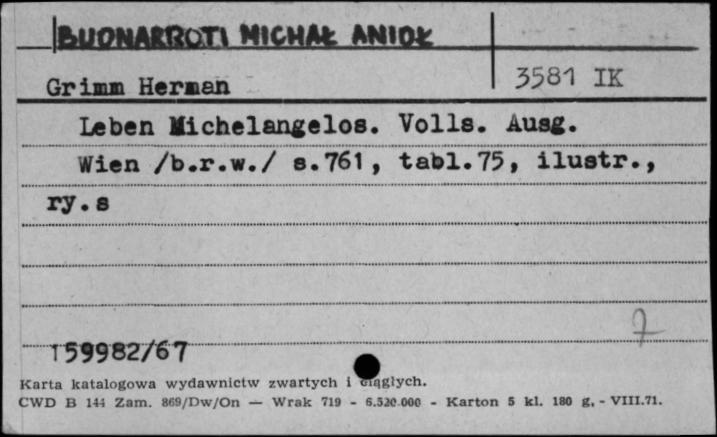 BUONARROTI MICHAŁ ANIOŁ
3581 IK
Grimm Herman
Leben Michelangelos. Volls. Ausg.
Wien /b.r.w./ s.761, tabl.75, ilustr.,
ry.s
159982/67
7
Karta katalogowa wydawnictw zwartych i ciągłych.
CWD B 144 Zam. 869/Dw/On — Wrak 719 - 6.520.000 - Karton 5 kl. 180 g, - VIII.71.